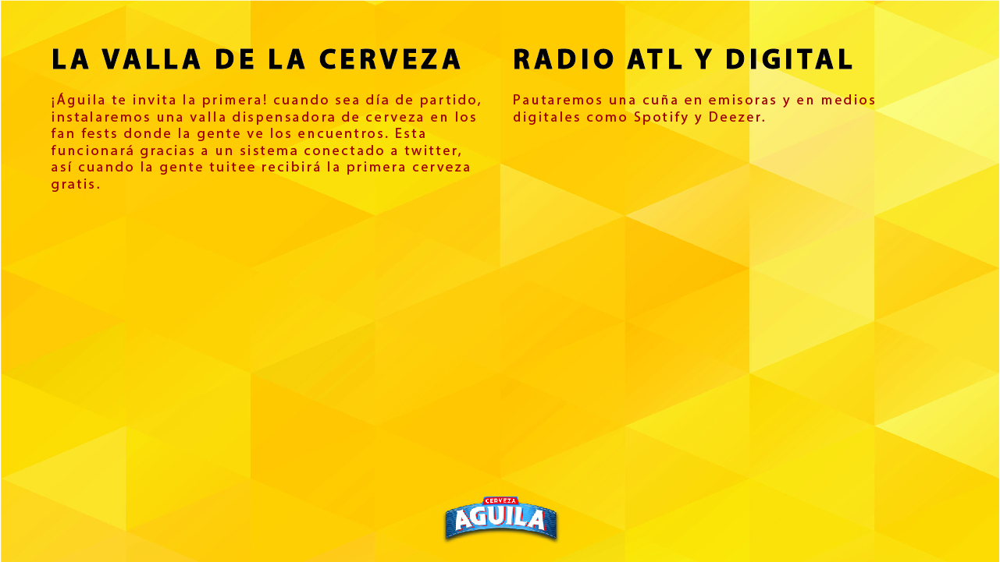 LA VALLA DE LA CERVEZA
¡Águila te invita la primera! cuando sea día de partido,
instalaremos una valla dispensadora de cerveza en los
fan fests donde la gente ve los encuentros. Esta
funcionará gracias a un sistema conectado a twitter,
así cuando la gente tuitee recibirá la primera cerveza
gratis.
RADIO ATL Y DIGITAL
Pautaremos una cuña en emisoras y en medios
digitales como Spotify y Deezer.
CERVEZA
AGUILA